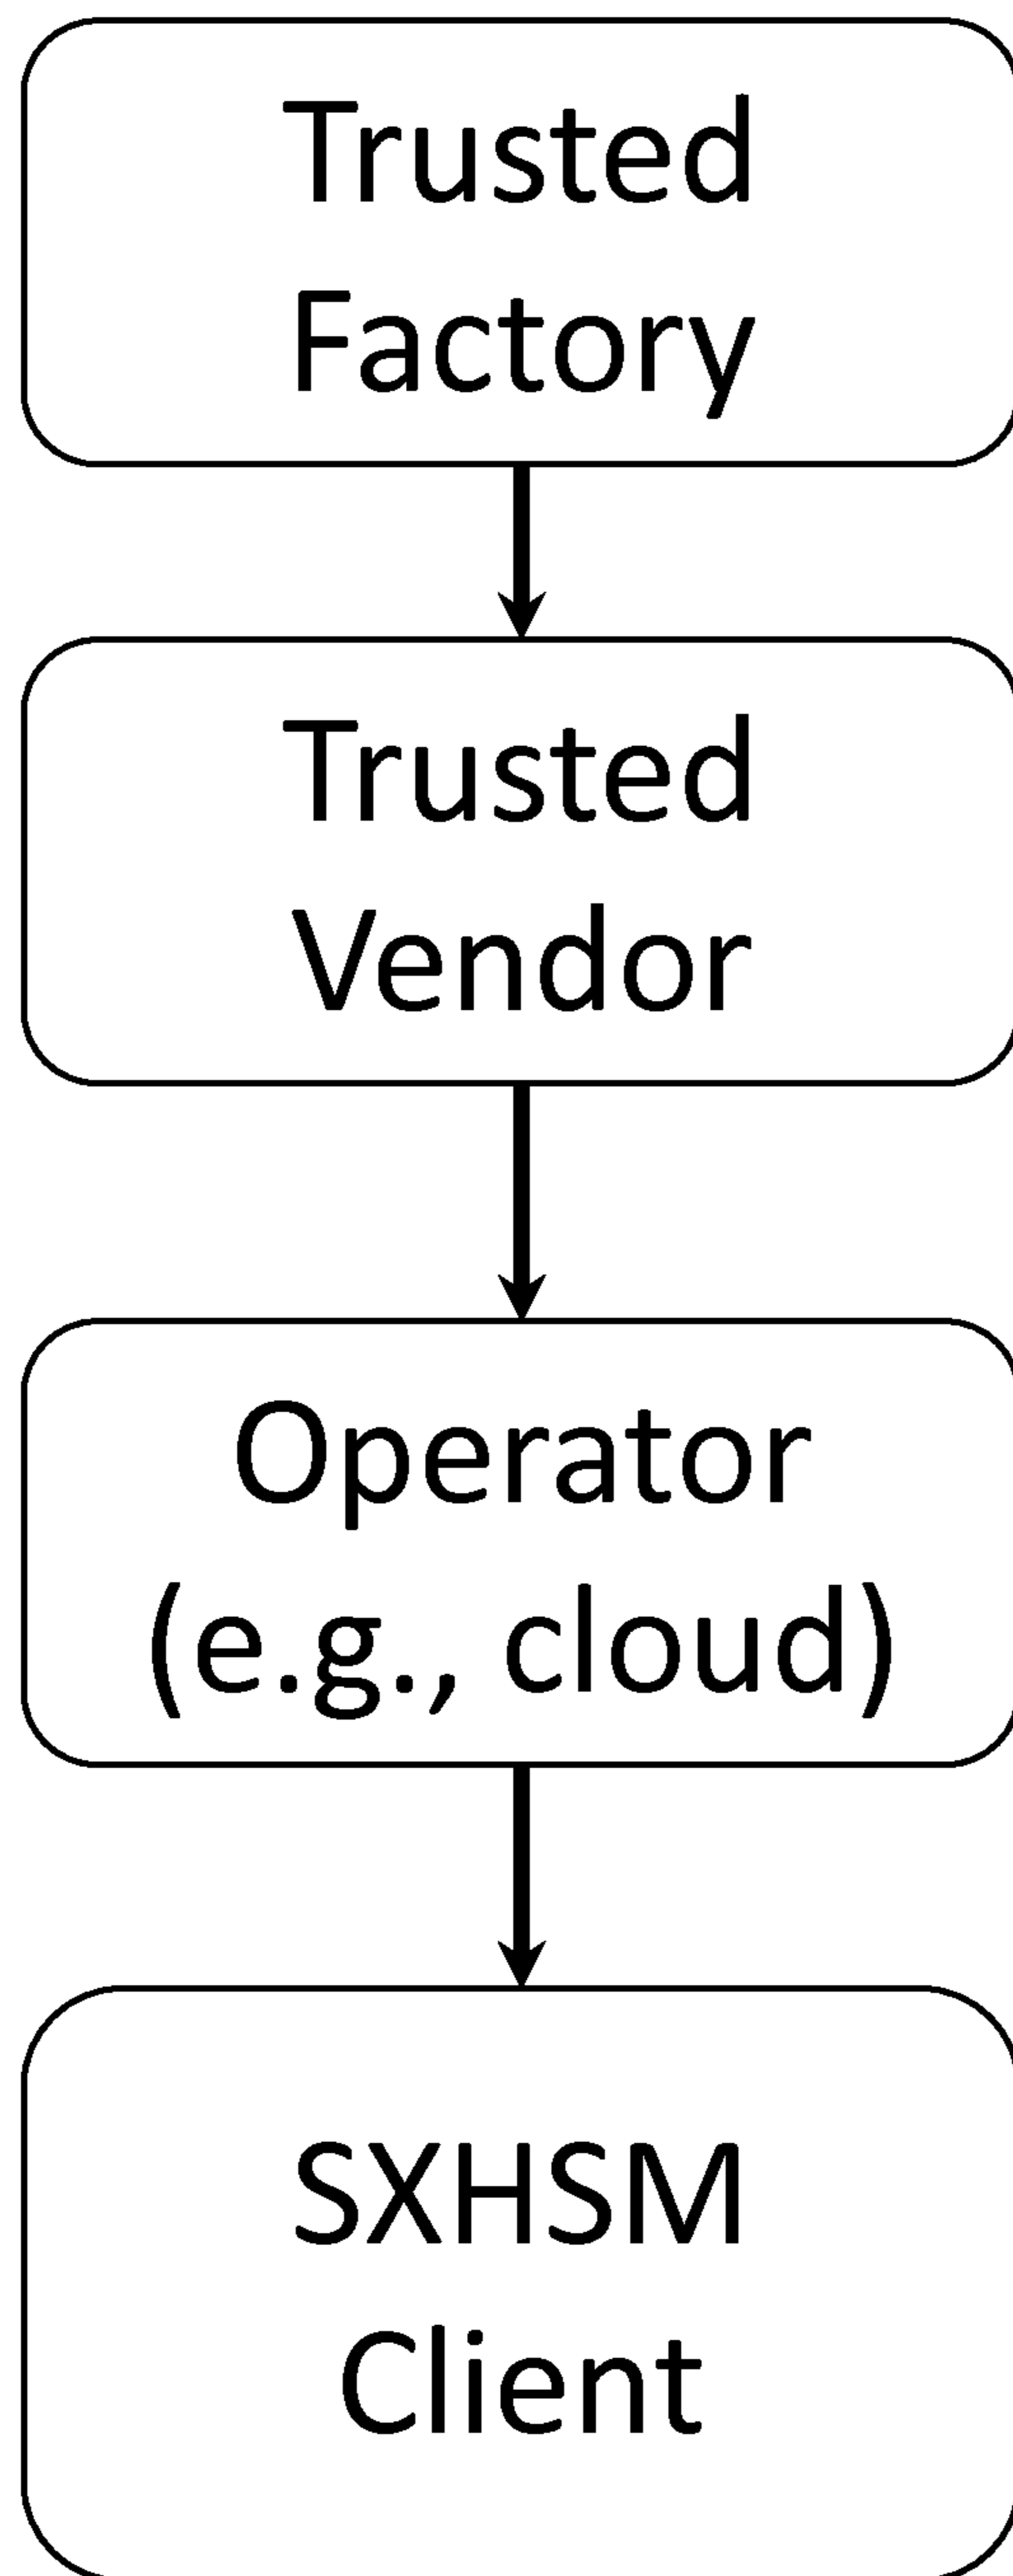 Trusted
Factory
Trusted
Vendor
Operator
(e.g., cloud)
SXHSM
Client